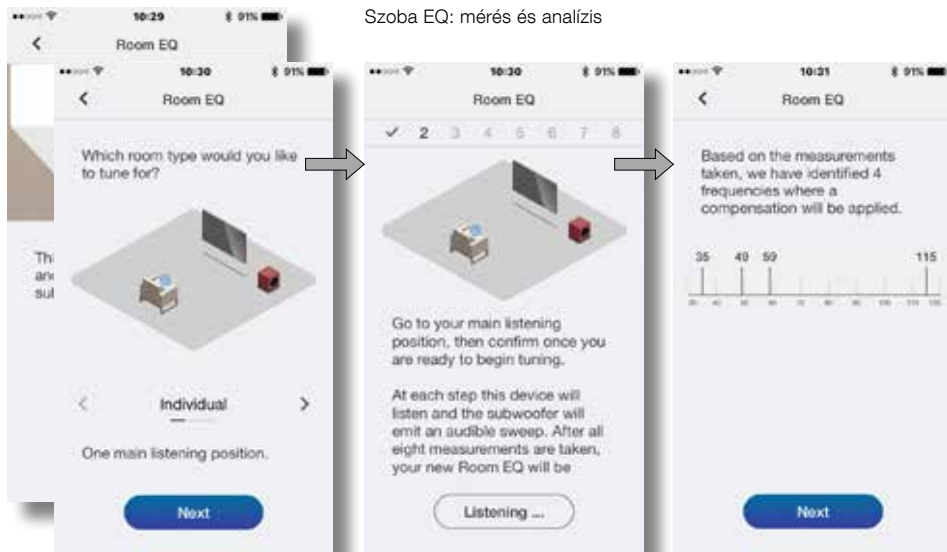 Szoba EQ: mérés és analízis
10:29
91%
Room EQ
Thi
and
sub
10:30
91%
Room EQ
Which room type would you like
to tune for?
Individual
One main listening position.
Next
10:30
91%
Room EQ
2 3 4 5 6 7 8
Go to your main listening
position, then confirm once you
are ready to begin tuning.
At each step this device will
listen and the subwoofer will
emit an audible sweep. After all
eight measurements are taken,
your new Room EQ will be
Listening ...
10:31
91%
Room EQ
Based on the measurements
taken, we have identified 4
frequencies where a
compensation will be applied.
35 49 59 115
Next